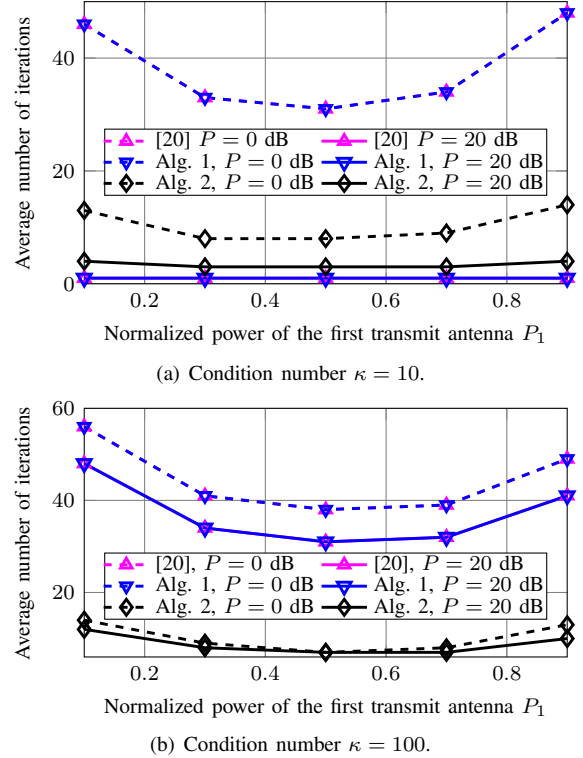 Average number of iterations
40
20
0
[20] P = 0 dB
[20] P = 20 dB
Alg. 1, P = 0 dB
Alg. 1, P = 20 dB
Alg. 2, P = 0 dB
Alg. 2, P = 20 dB
0.2 0.4 0.6 0.8
Normalized power of the first transmit antenna P₁
(a) Condition number κ = 10.
Average number of iterations
60
40
20
[20], P = 0 dB
[20], P = 20 dB
Alg. 1, P = 0 dB
Alg. 1, P = 20 dB
Alg. 2, P = 0 dB
Alg. 2, P = 20 dB
0.2 0.4 0.6 0.8
Normalized power of the first transmit antenna P₁
(b) Condition number κ = 100.